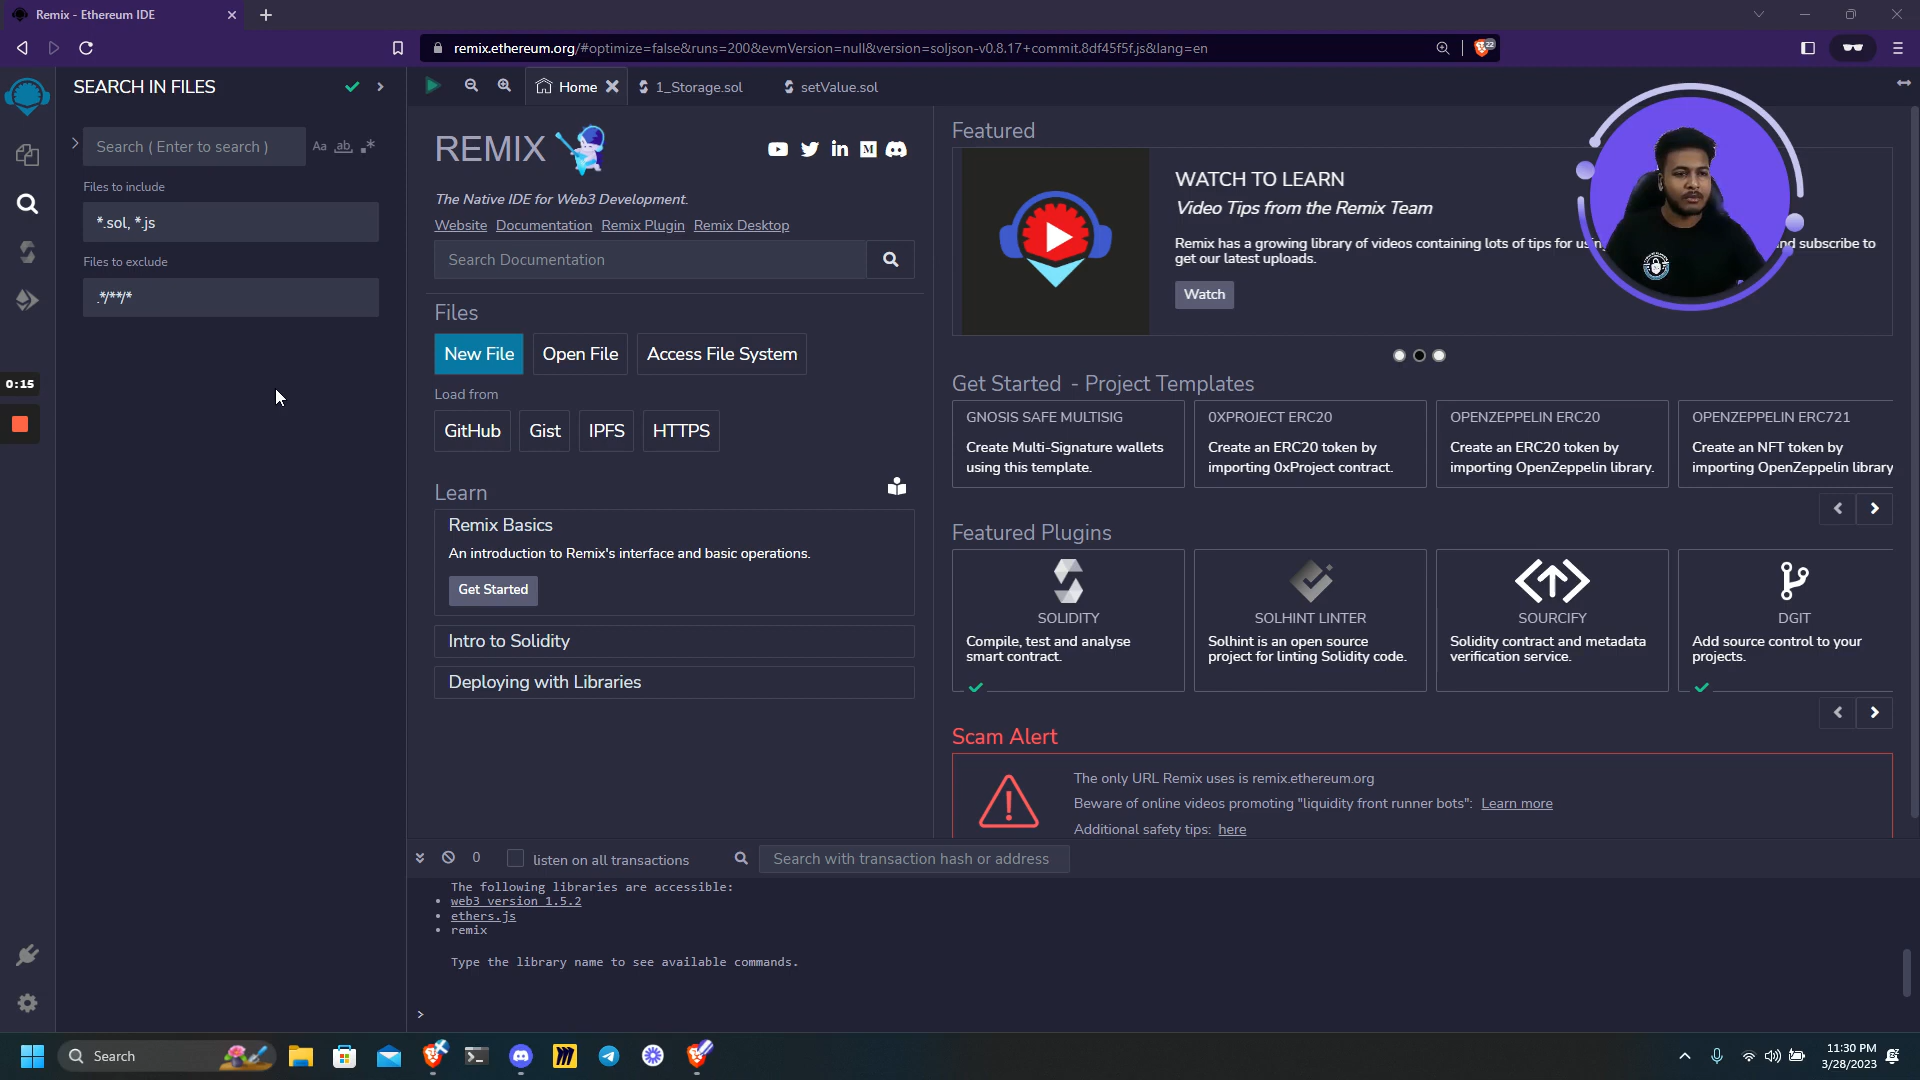 Remix - Ethereum IDE
remix.ethereum.org/#optimize=false&runs=200&evmVersion=null&version=soljson-v0.8.17+commit.8df45f5f.js&lang=en
22
SEARCH IN FILES
Search ( Enter to search )
Aa ab
Files to include
*.sol, *.js
Files to exclude
.*/**/*
0:15
Home
1_Storage.sol
setValue.sol
REMIX
The Native IDE for Web3 Development.
Website Documentation Remix Plugin Remix Desktop
Search Documentation
Files
New File Open File Access File System
Load from
GitHub Gist IPFS HTTPS
Learn
Remix Basics
An introduction to Remix's interface and basic operations.
Get Started
Intro to Solidity
Deploying with Libraries
Featured
WATCH TO LEARN
Video Tips from the Remix Team
Remix has a growing library of videos containing lots of tips for nd subscribe to
get our latest uploads.
Watch
Get Started - Project Templates
GNOSIS SAFE MULTISIG
Create Multi-Signature wallets
using this template.
0XPROJECT ERC20
Create an ERC20 token by
importing 0xProject contract.
OPENZEPPELIN ERC20
Create an ERC20 token by
importing OpenZeppelin library.
OPENZEPPELIN ERC721
Create an NFT token by
importing OpenZeppelin library
Featured Plugins
SOLIDITY
Compile, test and analyse
smart contract.
SOLHINT LINTER
Solhint is an open source
project for linting Solidity code.
SOURCIFY
Solidity contract and metadata
verification service.
DGIT
Add source control to your
projects.
Scam Alert
The only URL Remix uses is remix.ethereum.org
Beware of online videos promoting "liquidity front runner bots": Learn more
Additional safety tips: here
0
listen on all transactions
Search with transaction hash or address
The following libraries are accessible:
• web3 version 1.5.2
• ethers.js
• remix
Type the library name to see available commands.
>
Search
11:30 PM
3/28/2023